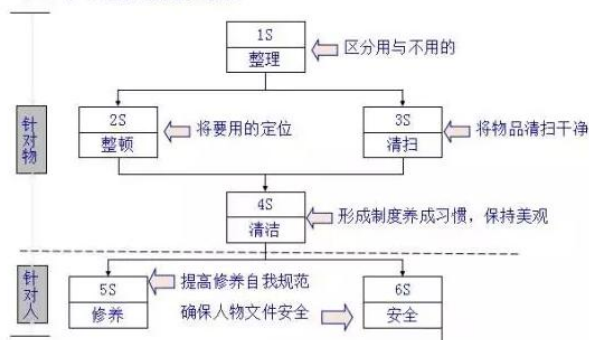 1S
整理
区分用与不用的
针对物
2S
整顿
将要用的定位
3S
清扫
将物品清扫干净
4S
清洁
形成制度养成习惯，保持美观
针对人
5S
修养
提高修养自我规范
确保人物文件安全
6S
安全